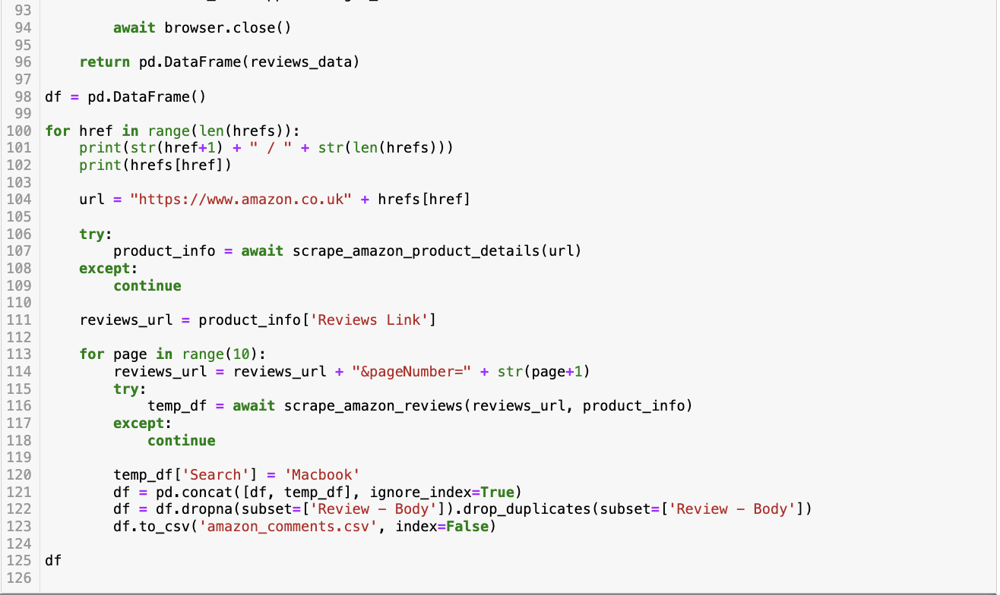 93
94         await browser.close()
95
96     return pd.DataFrame(reviews_data)
97
98 df = pd.DataFrame()
99
100 for href in range(len(hrefs)):
101     print(str(href+1) + " / " + str(len(hrefs)))
102     print(hrefs[href])
103
104     url = "https://www.amazon.co.uk" + hrefs[href]
105
106     try:
107         product_info = await scrape_amazon_product_details(url)
108     except:
109         continue
110
111     reviews_url = product_info['Reviews Link']
112
113     for page in range(10):
114         reviews_url = reviews_url + "&pageNumber=" + str(page+1)
115         try:
116             temp_df = await scrape_amazon_reviews(reviews_url, product_info)
117         except:
118             continue
119
120         temp_df['Search'] = 'Macbook'
121         df = pd.concat([df, temp_df], ignore_index=True)
122         df = df.dropna(subset=['Review - Body']).drop_duplicates(subset=['Review - Body'])
123         df.to_csv('amazon_comments.csv', index=False)
124
125 df
126